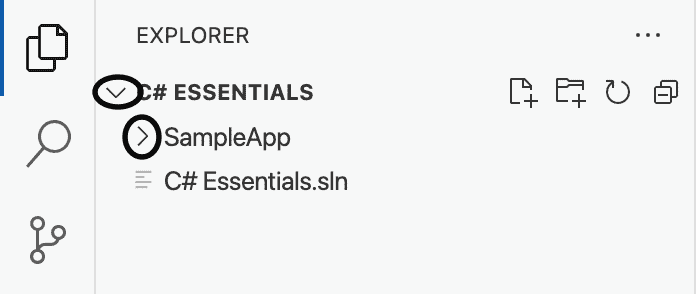 EXPLORER
C# ESSENTIALS
SampleApp
C# Essentials.sln